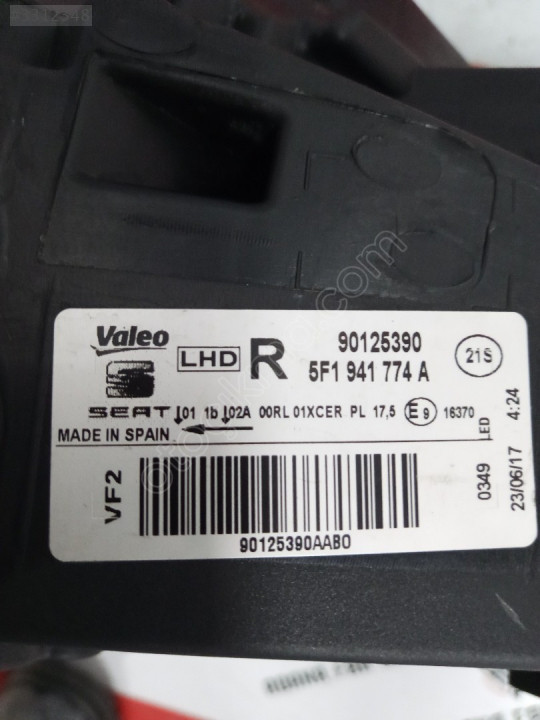 Valeo
LHD R
90125390
5F1 941 774 A
21S
SEAT
01 1b 02A 00RL 01XCER PL 17,5 E9 16370
MADE IN SPAIN
LED
VF2
0349
23/06/17 4:24
90125390AAB0